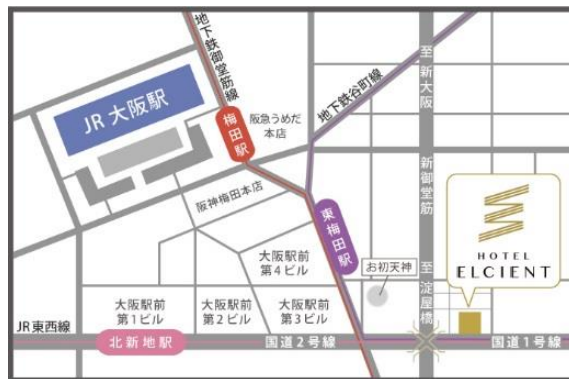 地下鉄御堂筋線
JR 大阪駅
梅田駅
阪急うめだ
本店
地下鉄谷町線
至 新大阪
新御堂筋
至 淀屋橋
阪神梅田本店
東梅田駅
お初天神
HOTEL
ELCIENT
大阪駅前
第4ビル
大阪駅前
第1ビル
大阪駅前
第2ビル
大阪駅前
第3ビル
JR東西線
北新地駅
国道2号線
国道1号線